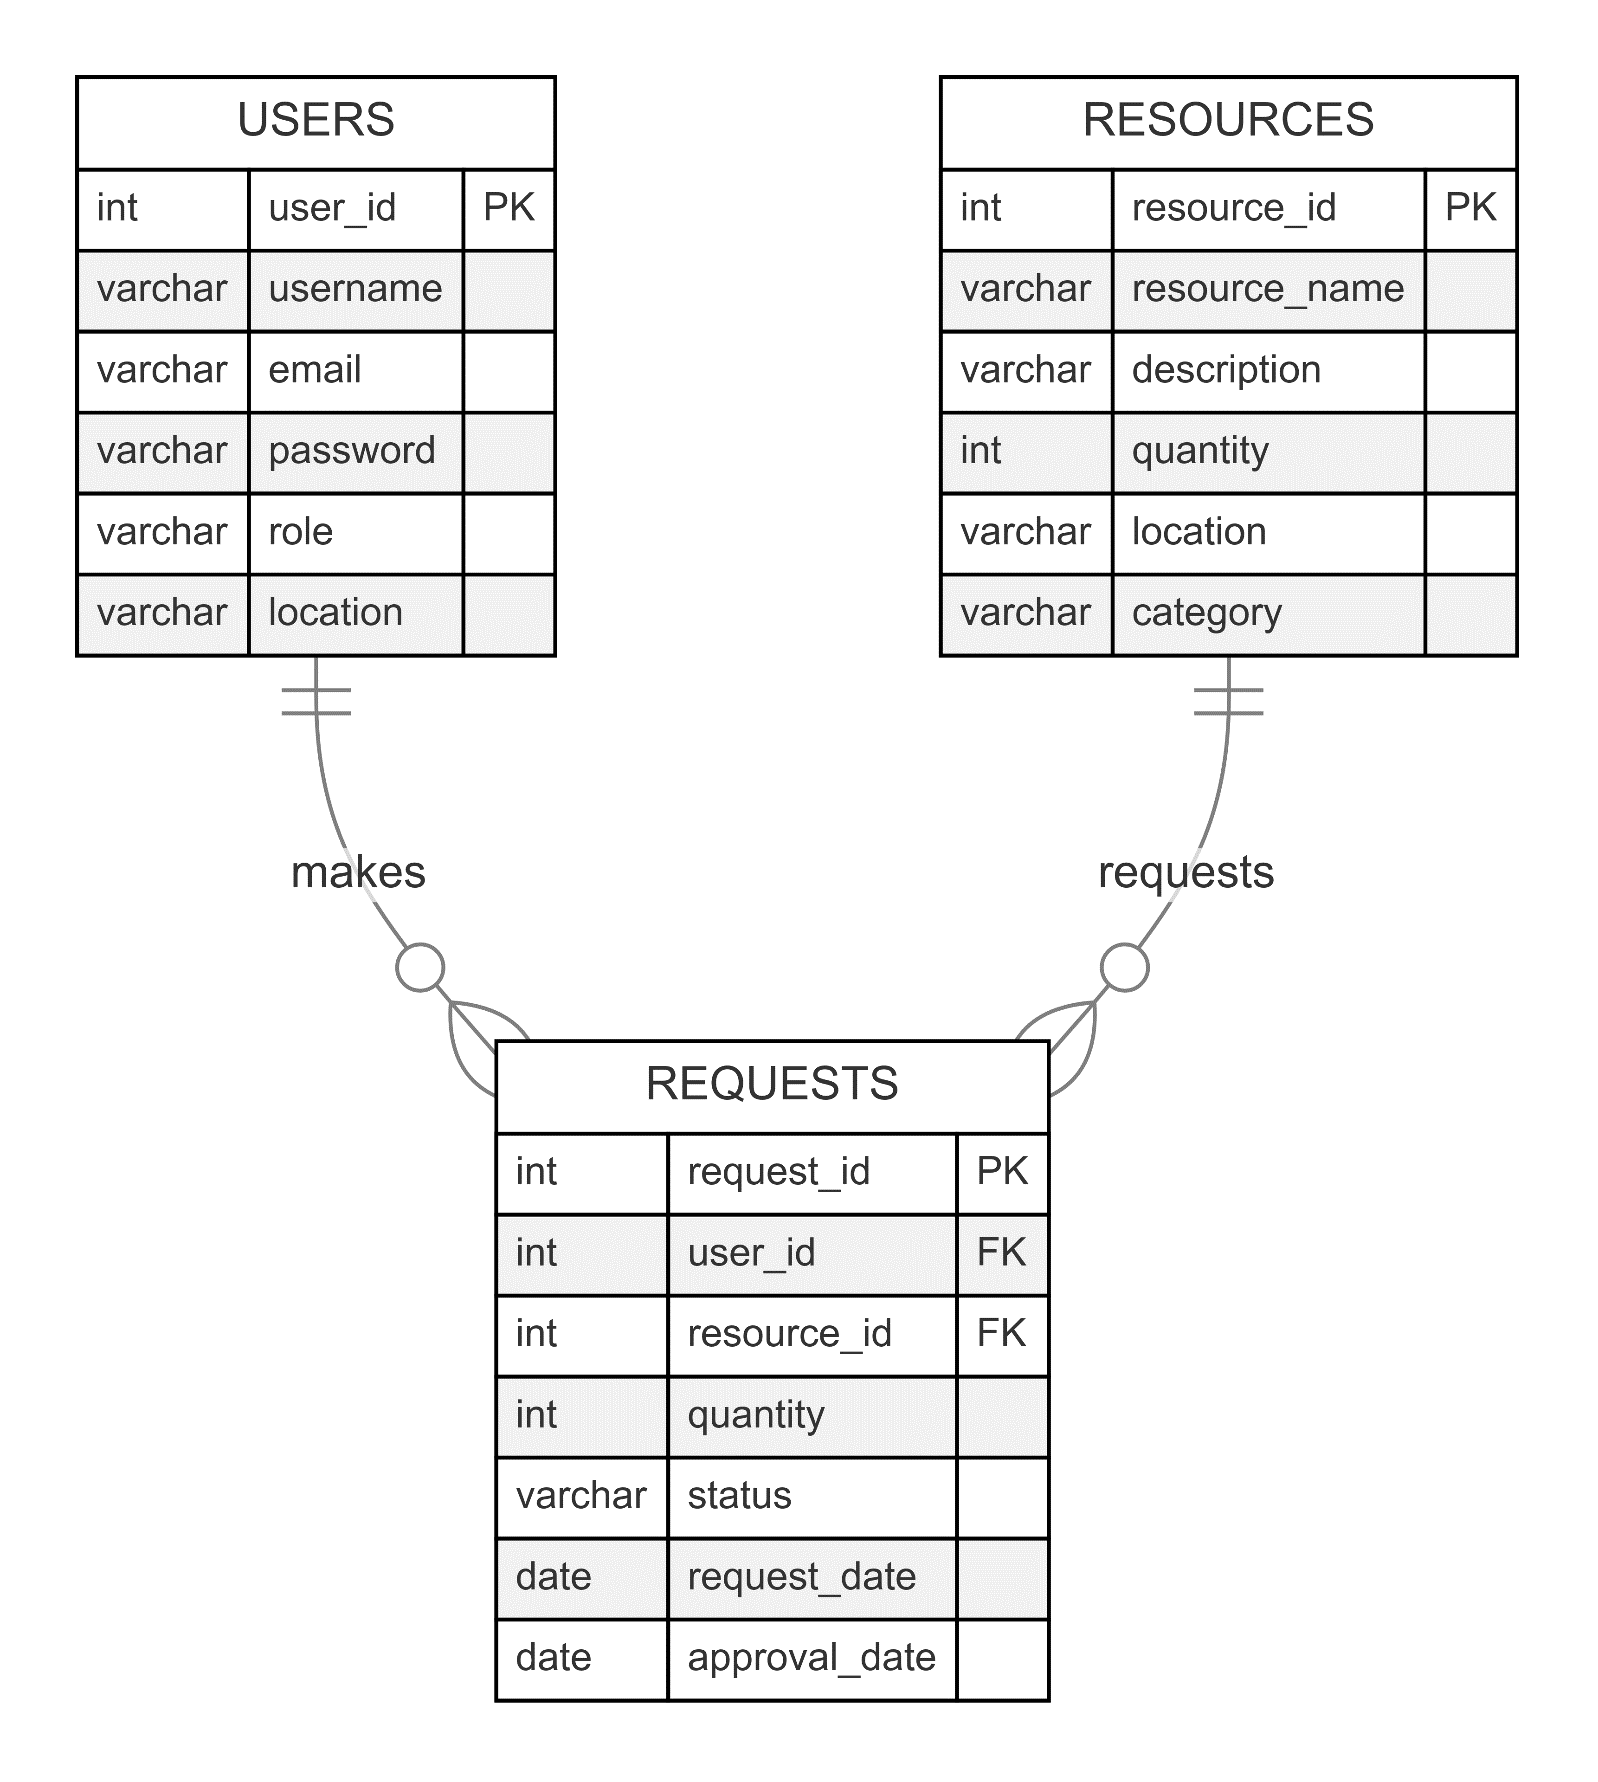 USERS
int user_id PK
varchar username
varchar email
varchar password
varchar role
varchar location
RESOURCES
int resource_id PK
varchar resource_name
varchar description
int quantity
varchar location
varchar category
makes
requests
REQUESTS
int request_id PK
int user_id FK
int resource_id FK
int quantity
varchar status
date request_date
date approval_date